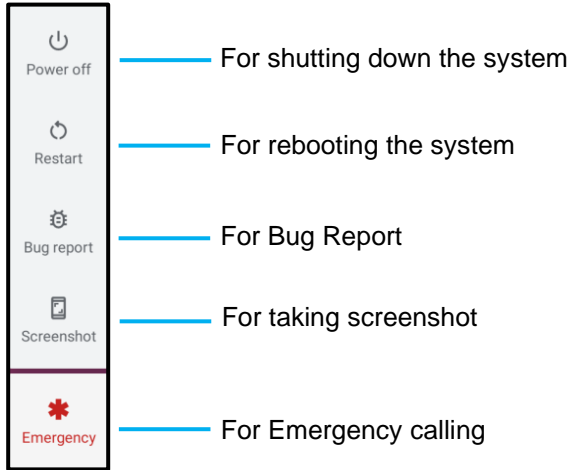 Power off
For shutting down the system
Restart
For rebooting the system
Bug report
For Bug Report
Screenshot
For taking screenshot
Emergency
For Emergency calling